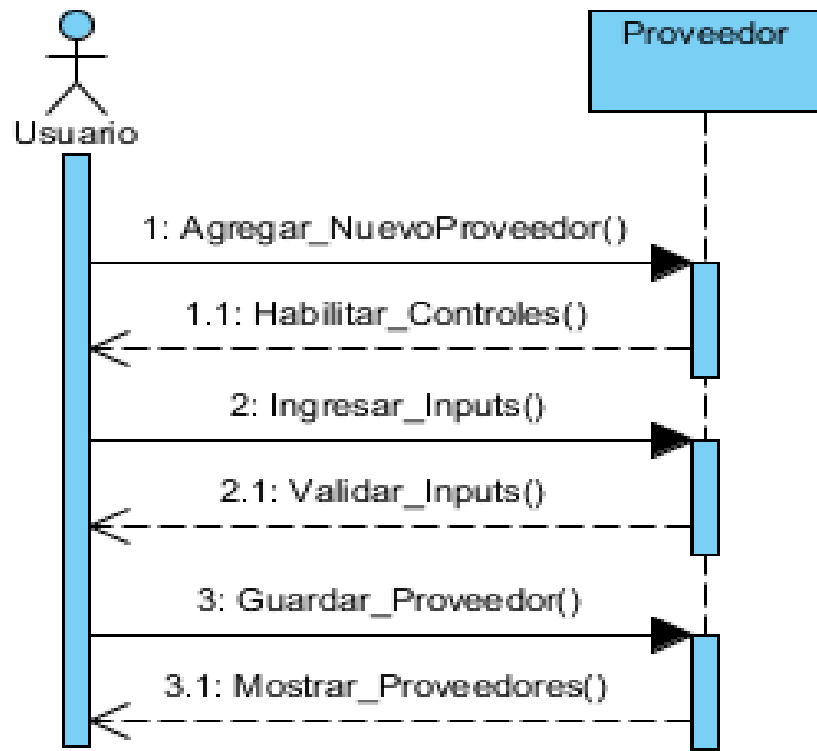 Usuario
Proveedor
1: Agregar_NuevoProveedor()
1.1: Habilitar_Controles()
2: Ingresar_Inputs()
2.1: Validar_Inputs()
3: Guardar_Proveedor()
3.1: Mostrar_Proveedores()